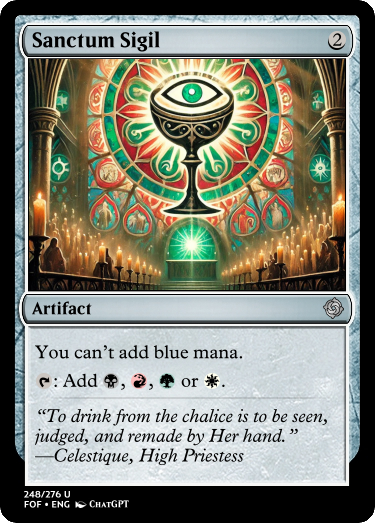 Sanctum Sigil 2
Artifact
You can't add blue mana.
: Add , , or .
“To drink from the chalice is to be seen,
judged, and remade by Her hand.”
—Celestique, High Priestess
248/276 U
FOF • ENG ChatGPT